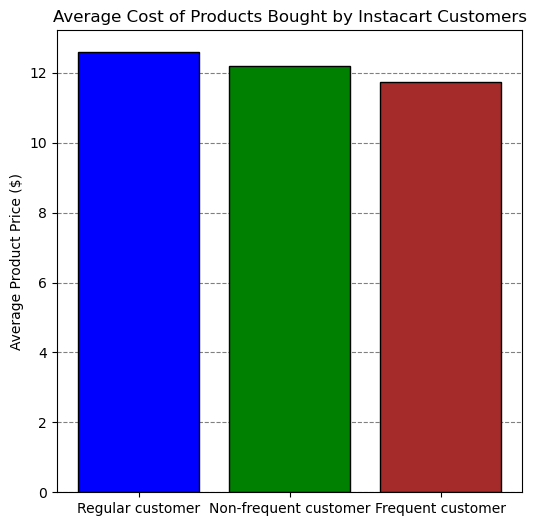 Average Cost of Products Bought by Instacart Customers
Average Product Price ($)
12
10
8
6
4
2
0
Regular customer Non-frequent customer Frequent customer